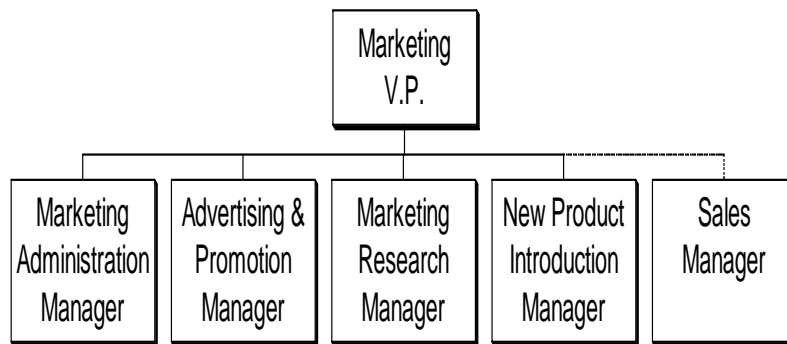 Marketing
V.P.
Marketing
Administration
Manager
Advertising &
Promotion
Manager
Marketing
Research
Manager
New Product
Introduction
Manager
Sales
Manager